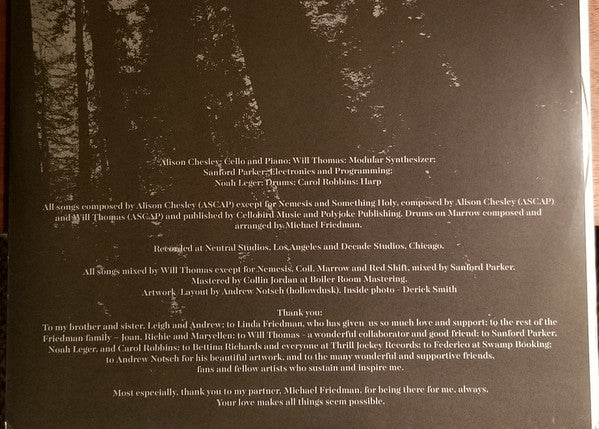 Alison Chesley: Cello and Piano; Will Thomas: Modular Synthesizer;
Sanford Parker: Electronics and Programming;
Noah Leger: Drums; Carol Robbins: Harp
All songs composed by Alison Chesley (ASCAP) except for Nemesis and Something Holy, composed by Alison Chesley (ASCAP)
and Will Thomas (ASCAP) and published by Cellobird Music and Polyjoke Publishing. Drums on Marrow composed and
arranged by Michael Friedman.
Recorded at Neutral Studios, Los Angeles and Decade Studios, Chicago.
All songs mixed by Will Thomas except for Nemesis, Coil, Marrow and Red Shift, mixed by Sanford Parker.
Mastered by Collin Jordan at Boiler Room Mastering.
Artwork/Layout by Andrew Notsch (hollowdusk). Inside photo - Derick Smith
Thank you:
To my brother and sister, Leigh and Andrew; to Linda Friedman, who has given us so much love and support; to the rest of the
Friedman family – Joan, Richie and Maryellen; to Will Thomas - a wonderful collaborator and good friend; to Sanford Parker,
Noah Leger, and Carol Robbins; to Bettina Richards and everyone at Thrill Jockey Records; to Federico at Swamp Booking;
to Andrew Notsch for his beautiful artwork, and to the many wonderful and supportive friends,
fans and fellow artists who sustain and inspire me.
Most especially, thank you to my partner, Michael Friedman, for being there for me, always.
Your love makes all things seem possible.